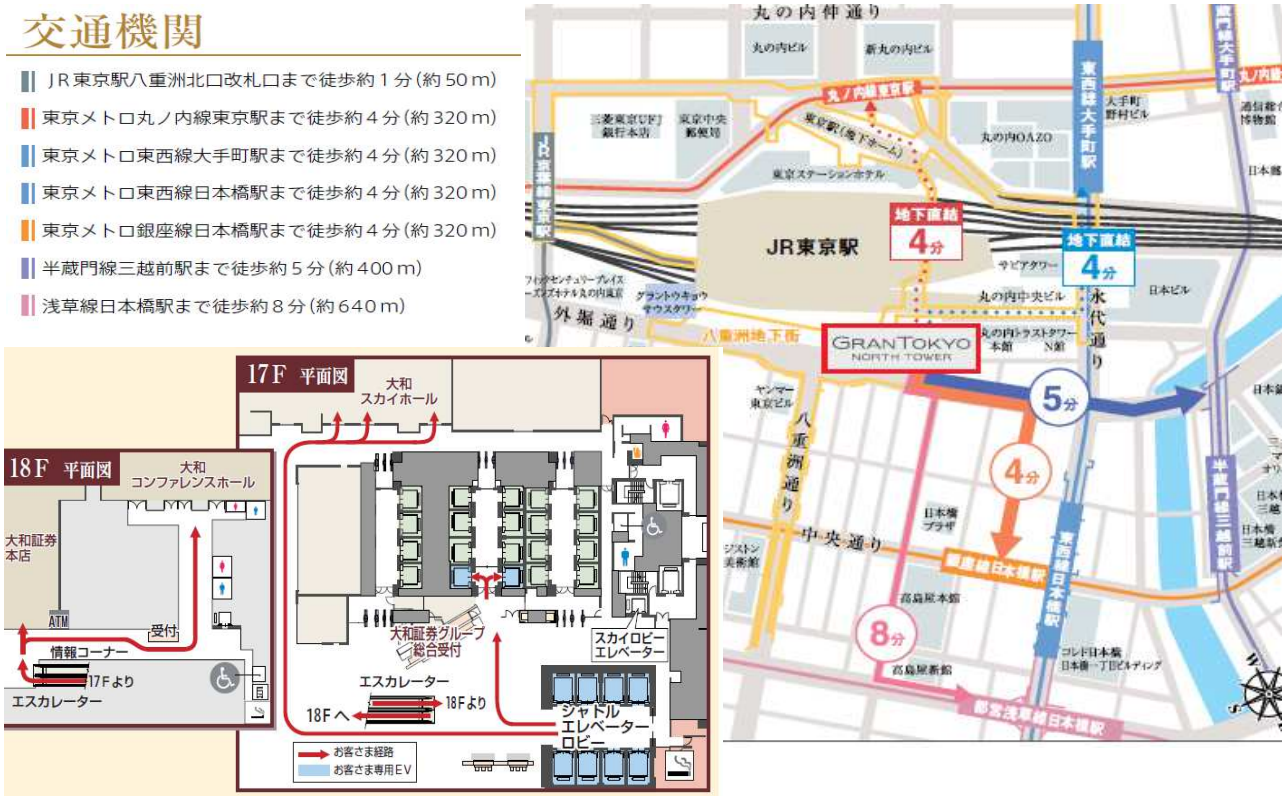 交通機関
JR東京駅八重洲北口改札口まで徒歩約1分(約50m)
東京メトロ丸ノ内線東京駅まで徒歩約4分(約320m)
東京メトロ東西線大手町駅まで徒歩約4分(約320m)
東京メトロ東西線日本橋駅まで徒歩約4分(約320m)
東京メトロ銀座線日本橋駅まで徒歩約4分(約320m)
半蔵門線三越前駅まで徒歩約5分(約400m)
浅草線日本橋駅まで徒歩約8分(約640m)
17F 平面図
大和
スカイホール
大和証券グループ
総合受付
スカイロビー
エレベーター
エスカレーター
18Fより
18Fへ
シャトル
エレベーター
ロビー
お客さま経路
お客さま専用EV
18F 平面図
大和
コンファレンスホール
大和証券
本店
ATM
受付
情報コーナー
17Fより
エスカレーター
丸の内仲通り
丸の内ビル
新丸の内ビル
丸ノ内線東京駅
東西線大手町駅
半蔵門線大手町駅
大手町
野村ビル
通信総合
博物館
三菱東京UFJ
銀行本店
東京中央
郵便局
東京駅(地下ホーム)
丸の内OAZO
東京ステーションホテル
JR京葉線東京駅
地下直結
4分
JR東京駅
地下直結
4分
サピアタワー
丸の内中央ビル
日本ビル
グラントウキョウ
サウスタワー
外堀通り
八重洲地下街
GRANTOKYO
NORTH TOWER
丸の内トラストタワー
本館 N館
永代通り
ヤンマー
東京ビル
八重洲通り
5分
4分
日本橋
プラザ
中央通り
銀座線日本橋駅
東西線日本橋駅
半蔵門線三越前駅
高島屋本館
8分
高島屋新館
コレド日本橋
日本橋一丁目ビルディング
都営浅草線日本橋駅
W
S